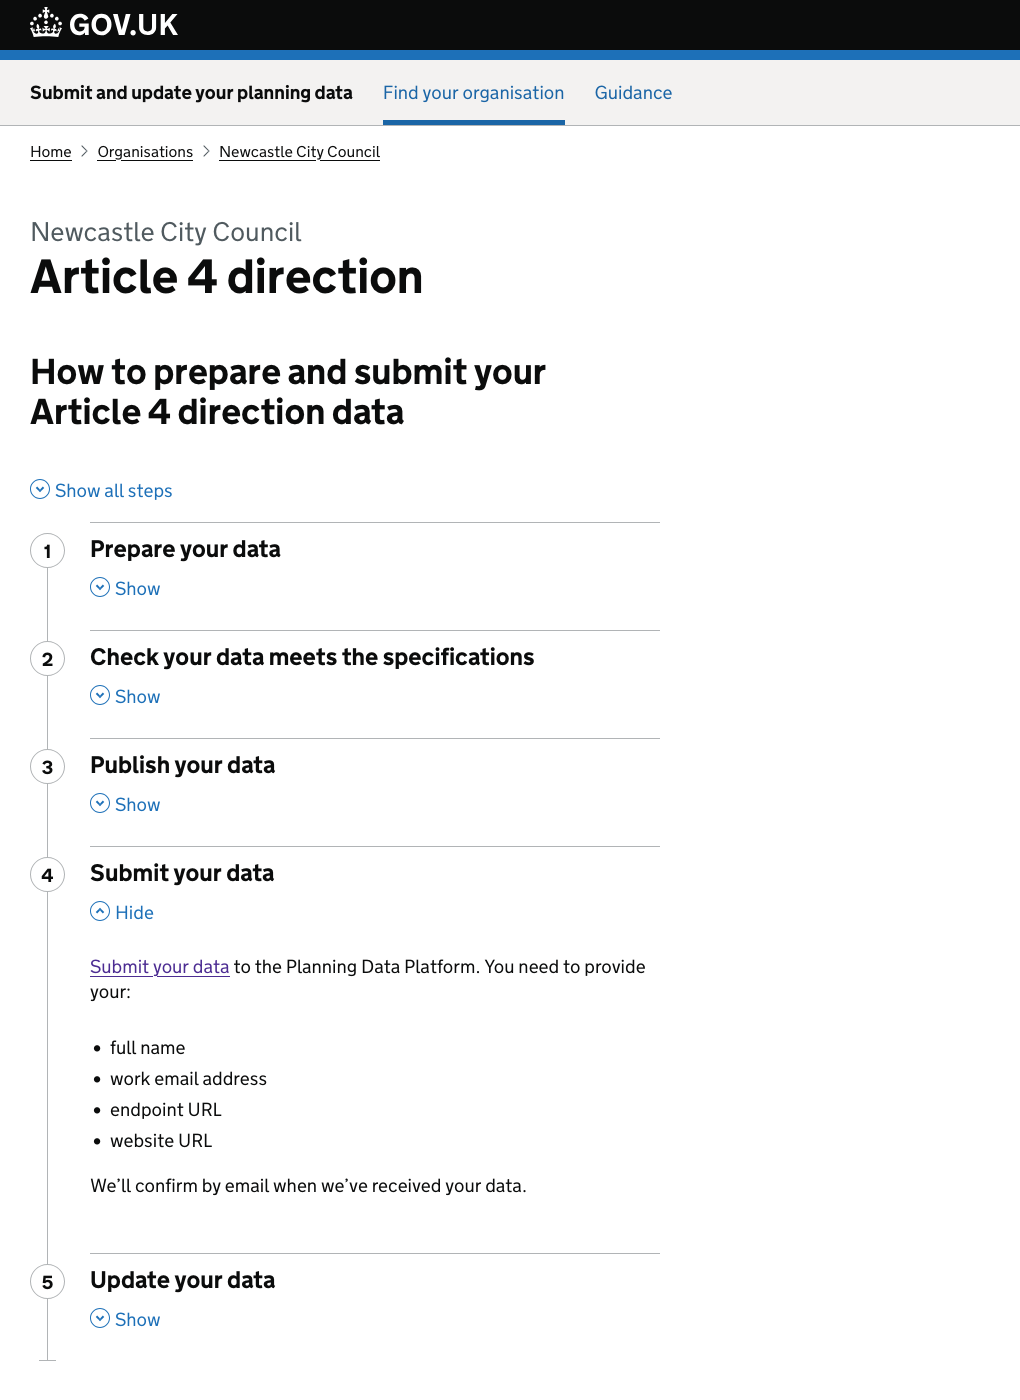 GOV.UK
Submit and update your planning data Find your organisation Guidance
Home Organisations Newcastle City Council
Newcastle City Council
Article 4 direction
How to prepare and submit your
Article 4 direction data
Show all steps
1 Prepare your data
Show
2 Check your data meets the specifications
Show
3 Publish your data
Show
4 Submit your data
Hide
Submit your data to the Planning Data Platform. You need to provide
your:
• full name
• work email address
• endpoint URL
• website URL
We’ll confirm by email when we’ve received your data.
5 Update your data
Show